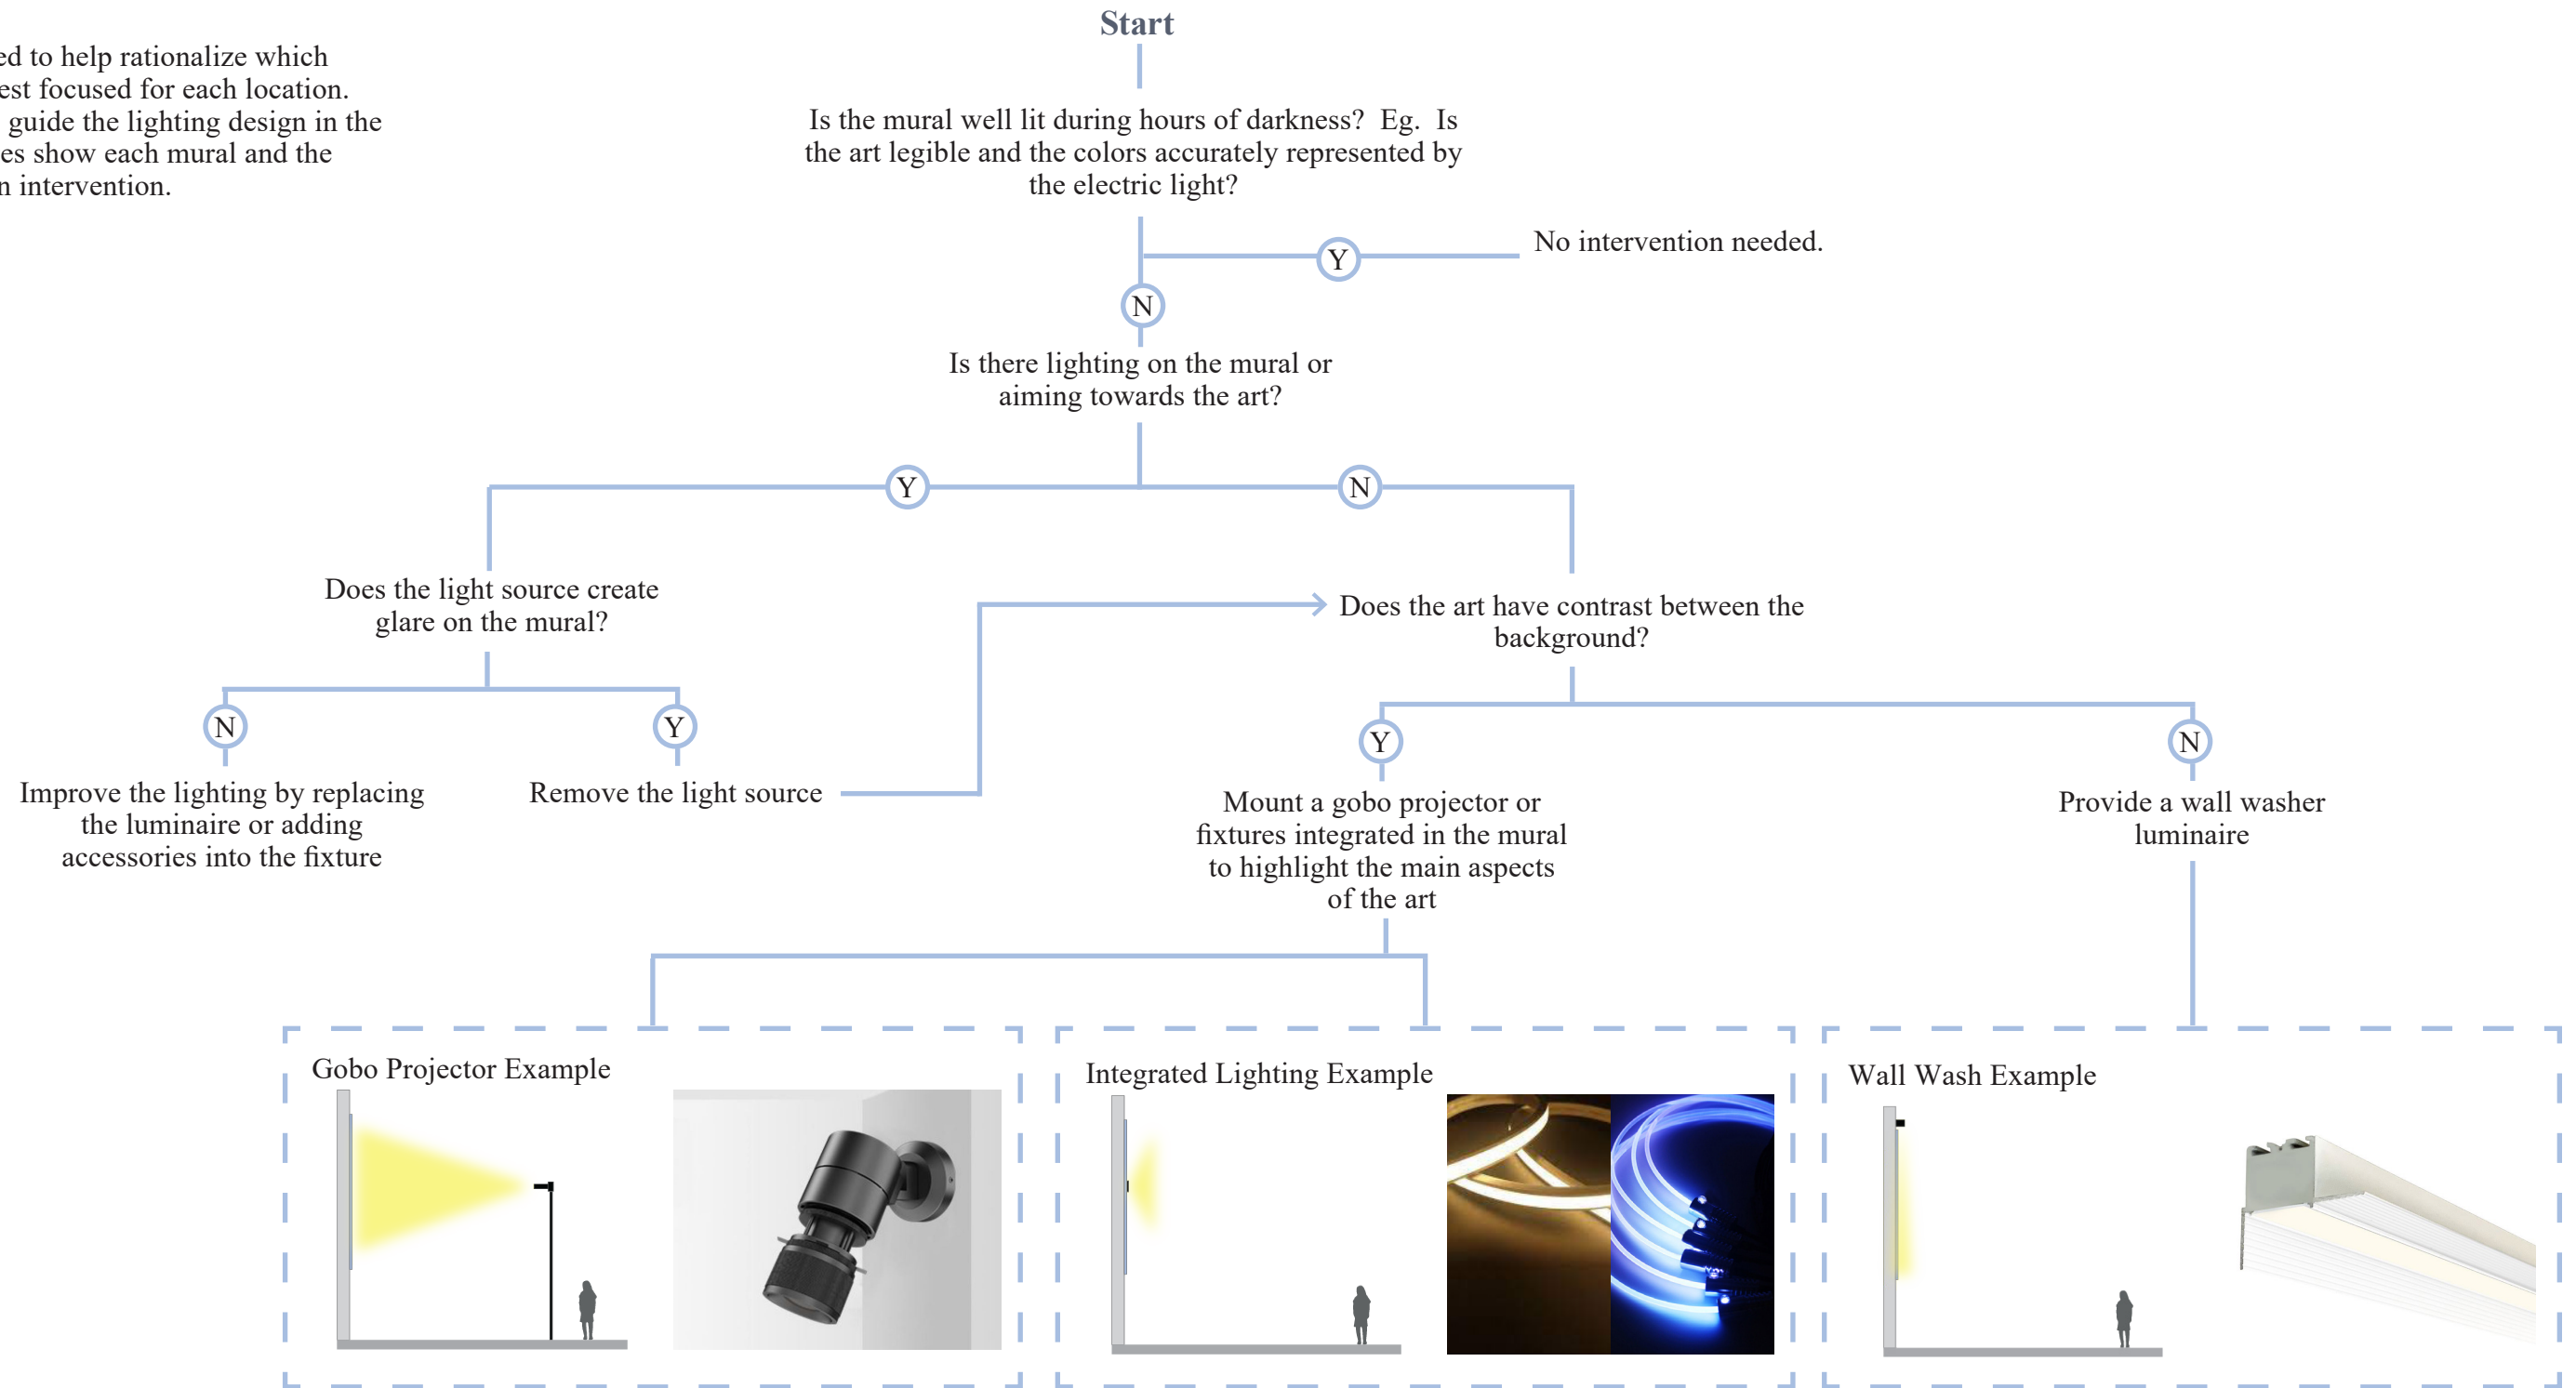 Start
ed to help rationalize which
est focused for each location.
guide the lighting design in the
es show each mural and the
n intervention.
Is the mural well lit during hours of darkness?  Eg.  Is
the art legible and the colors accurately represented by
the electric light?
Y
No intervention needed.
N
Is there lighting on the mural or
aiming towards the art?
Y
N
Does the light source create
glare on the mural?
Does the art have contrast between the
background?
N
Y
Y
N
Improve the lighting by replacing
the luminaire or adding
accessories into the fixture
Remove the light source
Mount a gobo projector or
fixtures integrated in the mural
to highlight the main aspects
of the art
Provide a wall washer
luminaire
Gobo Projector Example
Integrated Lighting Example
Wall Wash Example